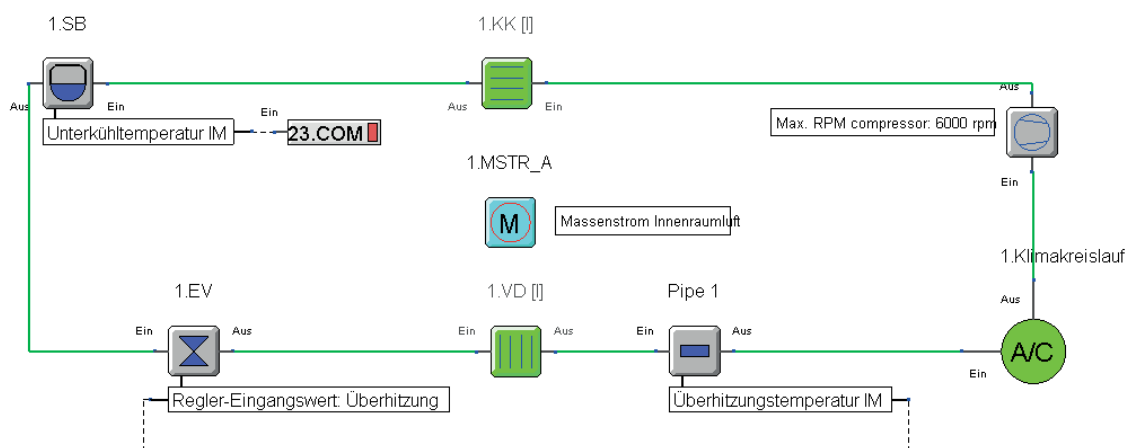 1.SB
1.KK [I]
Aus
Ein
Aus
Ein
Aus
Ein
Unterkühltemperatur IM
23.COM
Max. RPM compressor: 6000 rpm
1.MSTR_A
Ein
M
Massenstrom Innenraumluft
1.Klimakreislauf
1.EV
1.VD [I]
Pipe 1
Aus
Ein
Aus
Ein
Aus
Ein
Aus
A/C
Ein
Regler-Eingangswert: Überhitzung
Überhitzungstemperatur IM